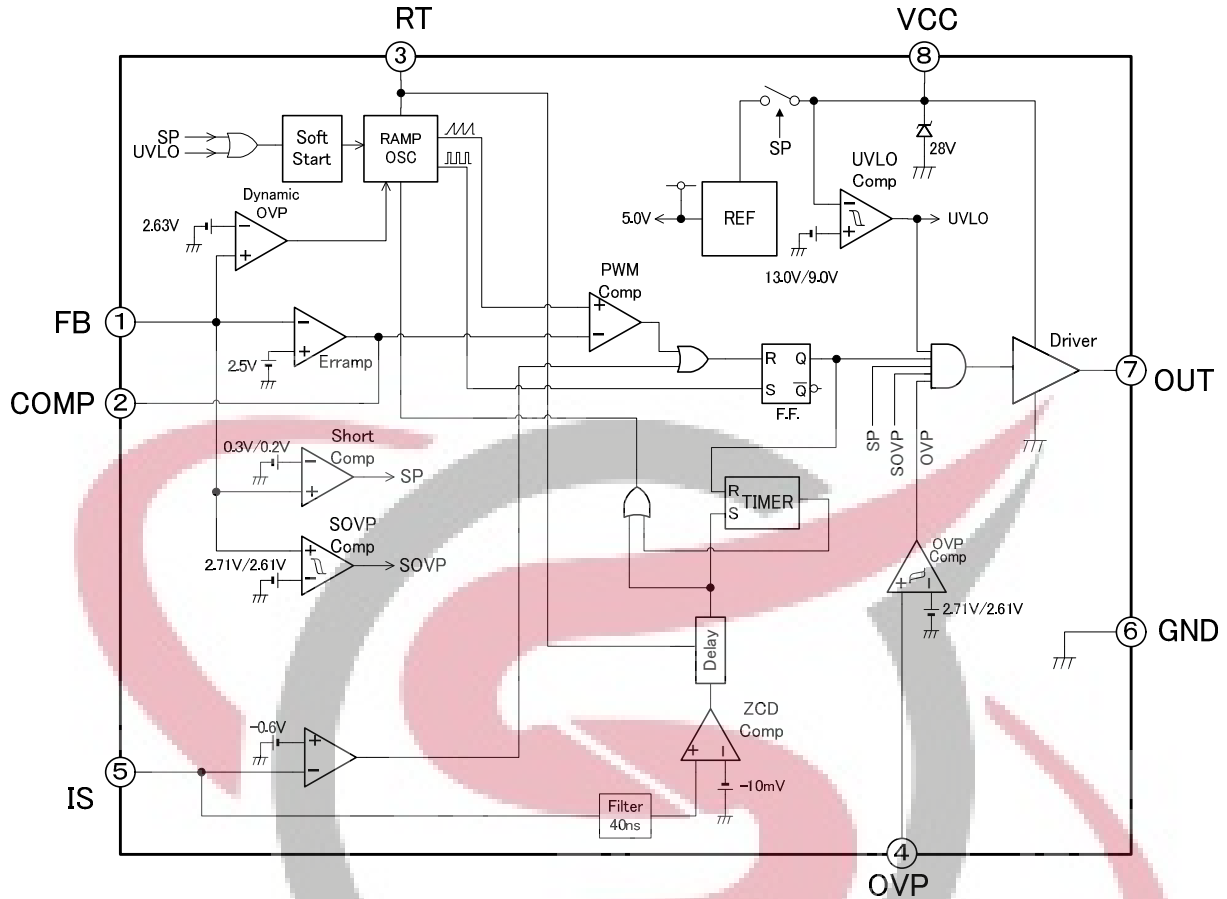 RT
VCC
3
8
SP
UVLO
Soft
Start
RAMP
OSC
SP
28V
UVLO
Comp
Dynamic
OVP
2.63V
5.0V
REF
UVLO
13.0V/9.0V
PWM
Comp
FB
1
2.5V
Erramp
R
Q
S
Q
F.F.
Driver
7
OUT
COMP
2
0.3V/0.2V
Short
Comp
SP
SP
SOVP
OVP
R
S
TIMER
SOVP
Comp
2.71V/2.61V
SOVP
OVP
Comp
2.71V/2.61V
6
GND
Delay
ZCD
Comp
-0.6V
5
IS
-10mV
Filter
40ns
4
OVP